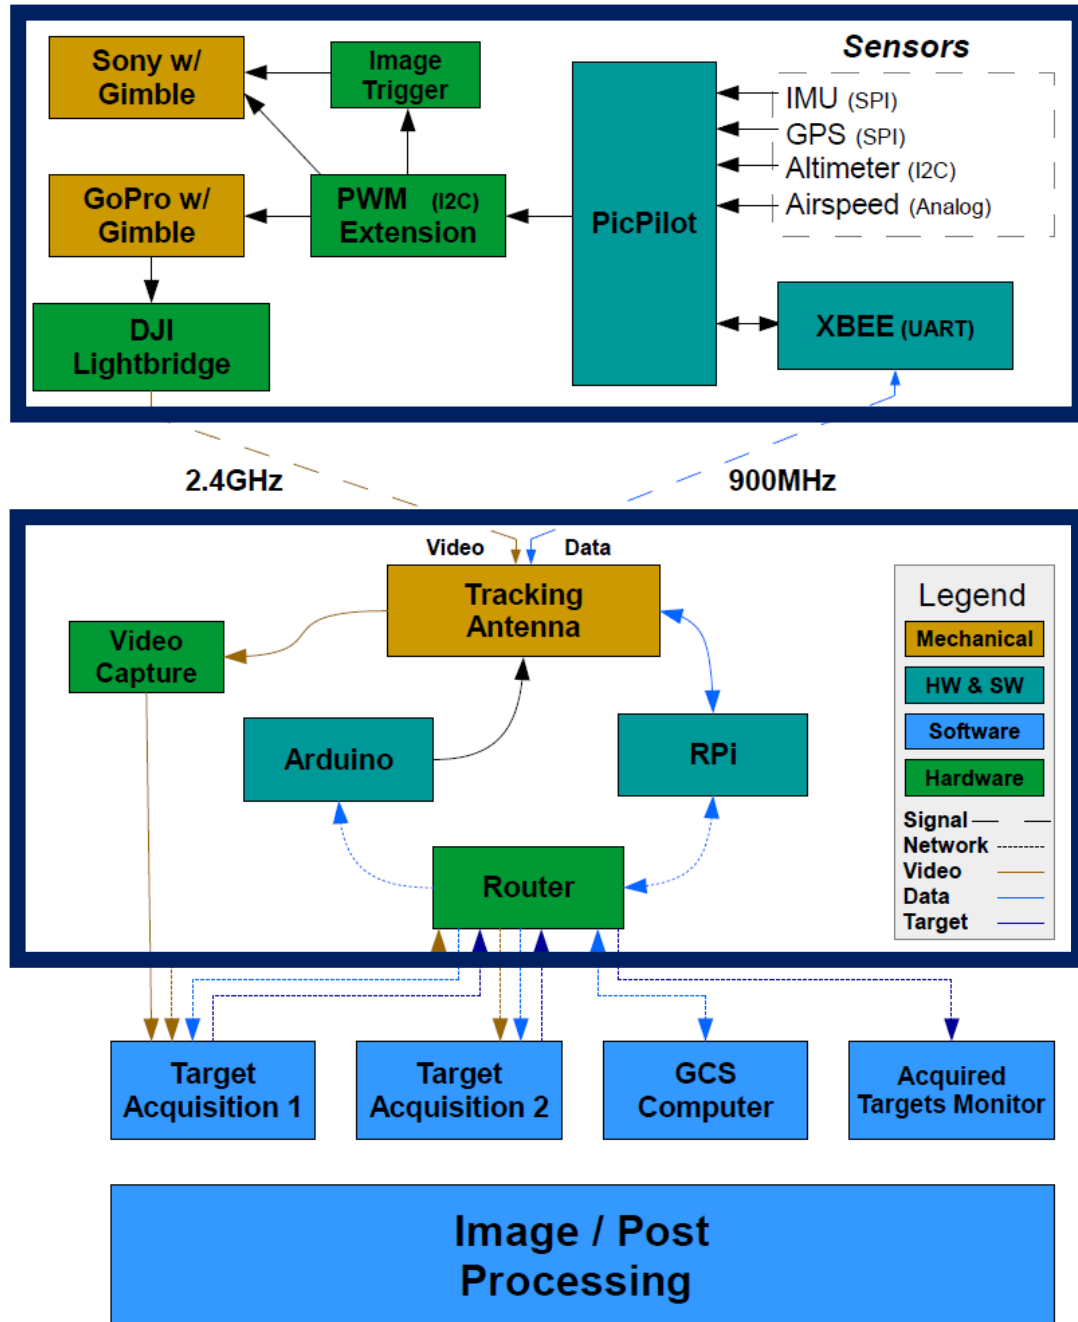 Sensors
Sony w/
Gimble
Image
Trigger
IMU (SPI)
GPS (SPI)
Altimeter (I2C)
Airspeed (Analog)
GoPro w/
Gimble
PWM (I2C)
Extension
PicPilot
DJI
Lightbridge
XBEE (UART)
2.4GHz
900MHz
Video
Data
Tracking
Antenna
Video
Capture
Arduino
RPi
Router
Legend
Mechanical
HW & SW
Software
Hardware
Signal
Network
Video
Data
Target
Target
Acquisition 1
Target
Acquisition 2
GCS
Computer
Acquired
Targets Monitor
Image / Post
Processing